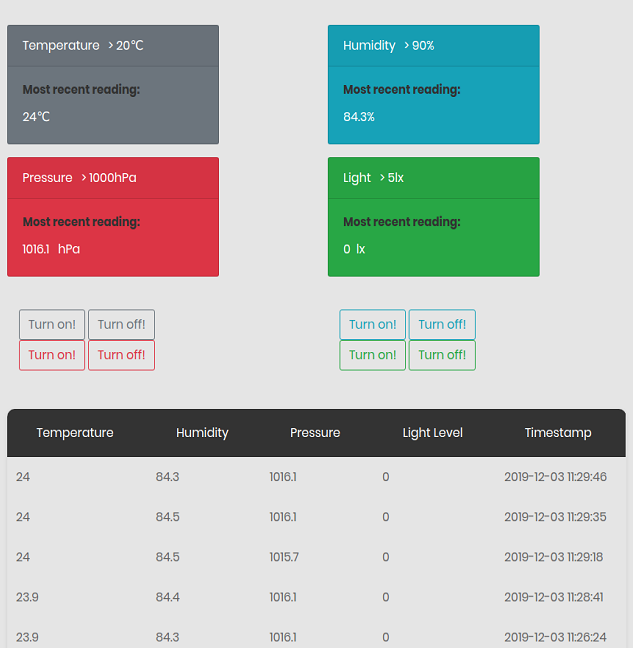 Temperature > 20℃
Most recent reading:
24℃
Humidity > 90%
Most recent reading:
84.3%
Pressure > 1000hPa
Most recent reading:
1016.1 hPa
Light > 5lx
Most recent reading:
0 lx
Turn on! Turn off!
Turn on! Turn off!
Turn on! Turn off!
Turn on! Turn off!
Temperature Humidity Pressure Light Level Timestamp
24 84.3 1016.1 0 2019-12-03 11:29:46
24 84.5 1016.1 0 2019-12-03 11:29:35
24 84.5 1015.7 0 2019-12-03 11:29:18
23.9 84.4 1016.1 0 2019-12-03 11:28:41
23.9 84.3 1016.1 0 2019-12-03 11:26:24